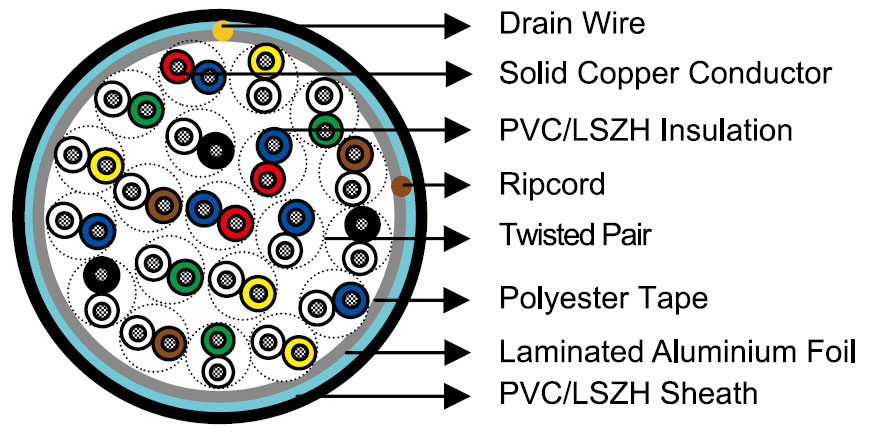 Drain Wire
Solid Copper Conductor
PVC/LSZH Insulation
Ripcord
Twisted Pair
Polyester Tape
Laminated Aluminium Foil
PVC/LSZH Sheath